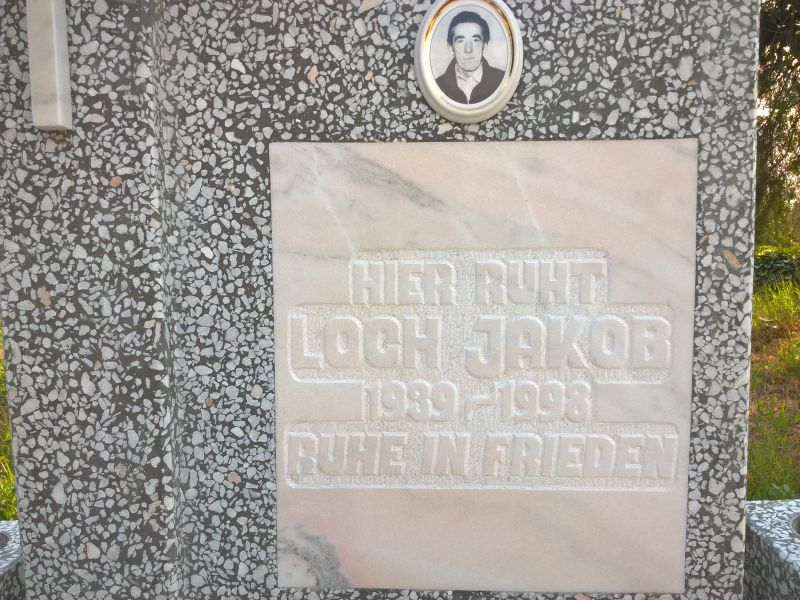 HIER RUHT
LOCH JAKOB
1939-1998
RUHE IN FRIEDEN